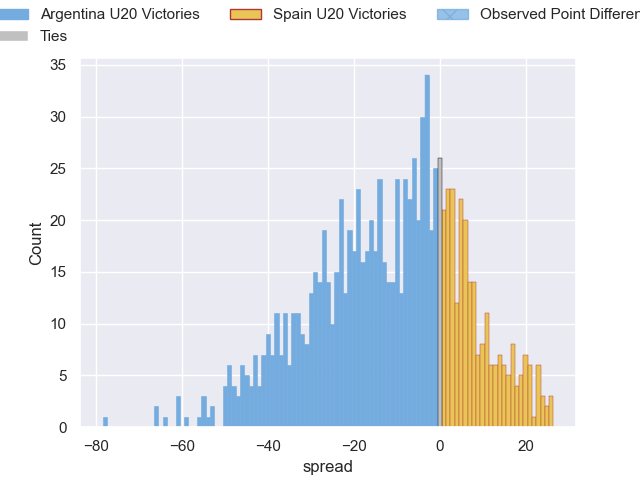 Argentina U20 Victories Spain U20 Victories Observed Point Differen
Ties
35
30
25
20
15
10
5
0
Count
−80 −60 −40 −20 0 20
spread